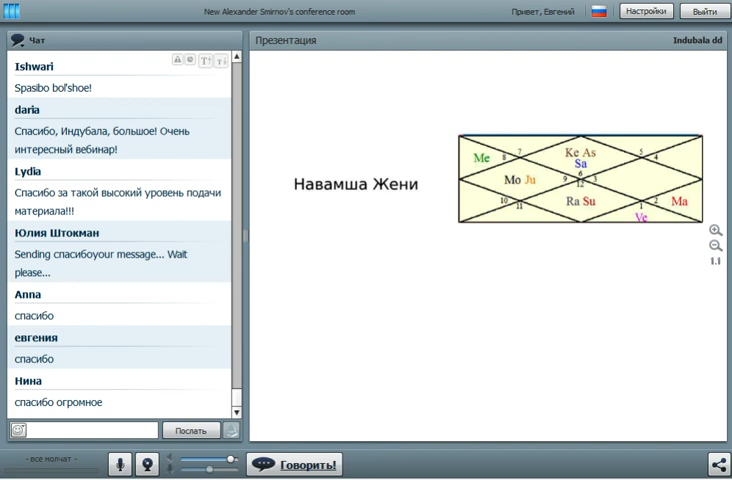 New Alexander Smirnov's conference room
Привет, Евгений
Настройки
Выйти
Чат
Ishwari
Spasibo bol'shoe!
daria
Спасибо, Индубала, большое! Очень
интересный вебинар!
Lydia
Спасибо за такой высокий уровень подачи
материала!!!
Юлия Штокман
Sending спасибоyour message... Wait
please...
Anna
спасибо
евгения
спасибо
Нина
спасибо огромное
Послать
- все молчат -
Говорить!
Презентация
Indubala dd
Навамша Жени
Me 8 7 Ke As 5 4
Sa
Mo Ju 9 6 3
12
10 11 Ra Su 1 2 Ma
Ve
1:1